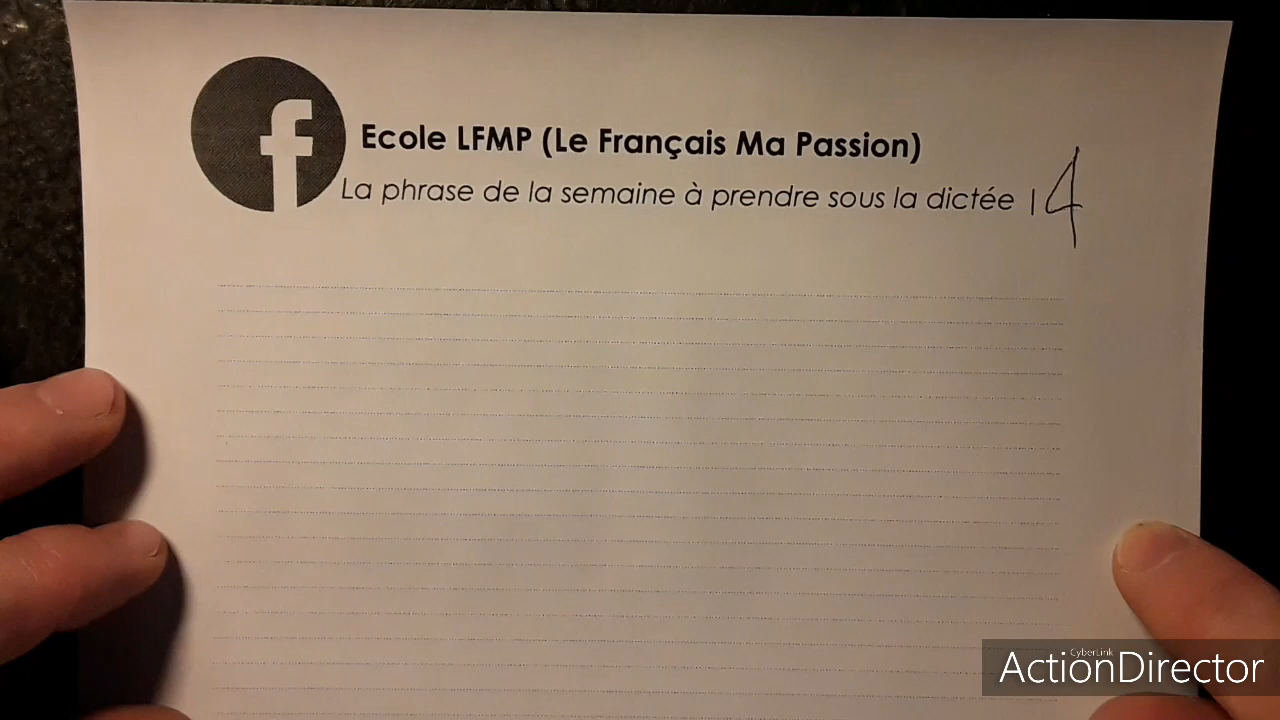 f
Ecole LFMP (Le Français Ma Passion)
La phrase de la semaine à prendre sous la dictée | 4
CyberLink
ActionDirector